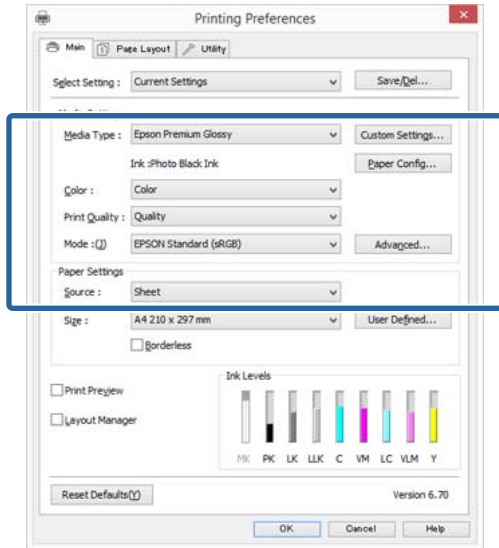 Printing Preferences
Main Page Layout Utility
Select Setting : Current Settings Save/Del...
Media Type : Epson Premium Glossy Custom Settings...
Ink :Photo Black Ink Paper Config...
Color : Color
Print Quality : Quality
Mode :(J) EPSON Standard (sRGB) Advanced...
Paper Settings
Source : Sheet
Size : A4 210 x 297 mm User Defined...
Borderless
Ink Levels
Print Preview
Layout Manager
MK PK LK LLK C VM LC VLM Y
Reset Defaults(Y) Version 6.70
OK Cancel Help